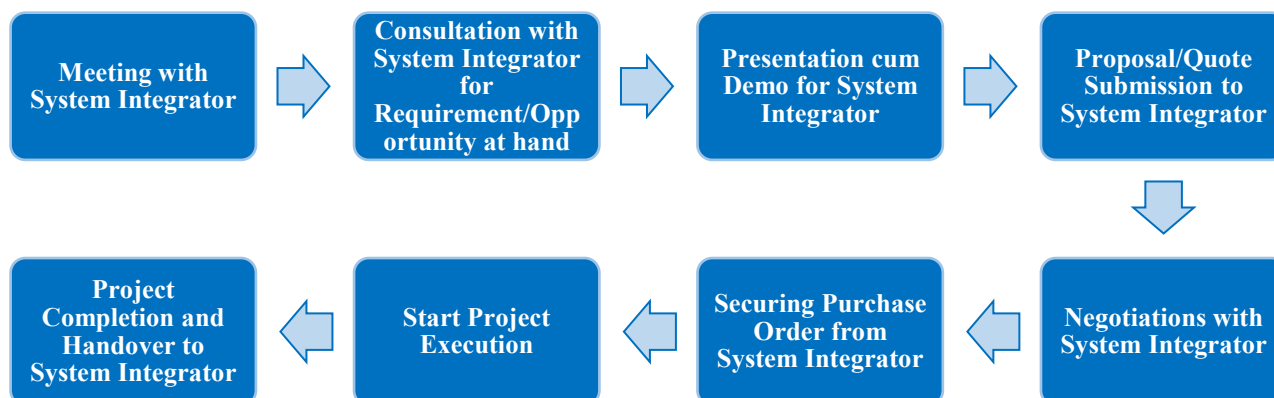 Meeting with
System Integrator
Consultation with
System Integrator
for
Requirement/Opp
ortunity at hand
Presentation cum
Demo for System
Integrator
Proposal/Quote
Submission to
System Integrator
Negotiations with
System Integrator
Securing Purchase
Order from
System Integrator
Start Project
Execution
Project
Completion and
Handover to
System Integrator